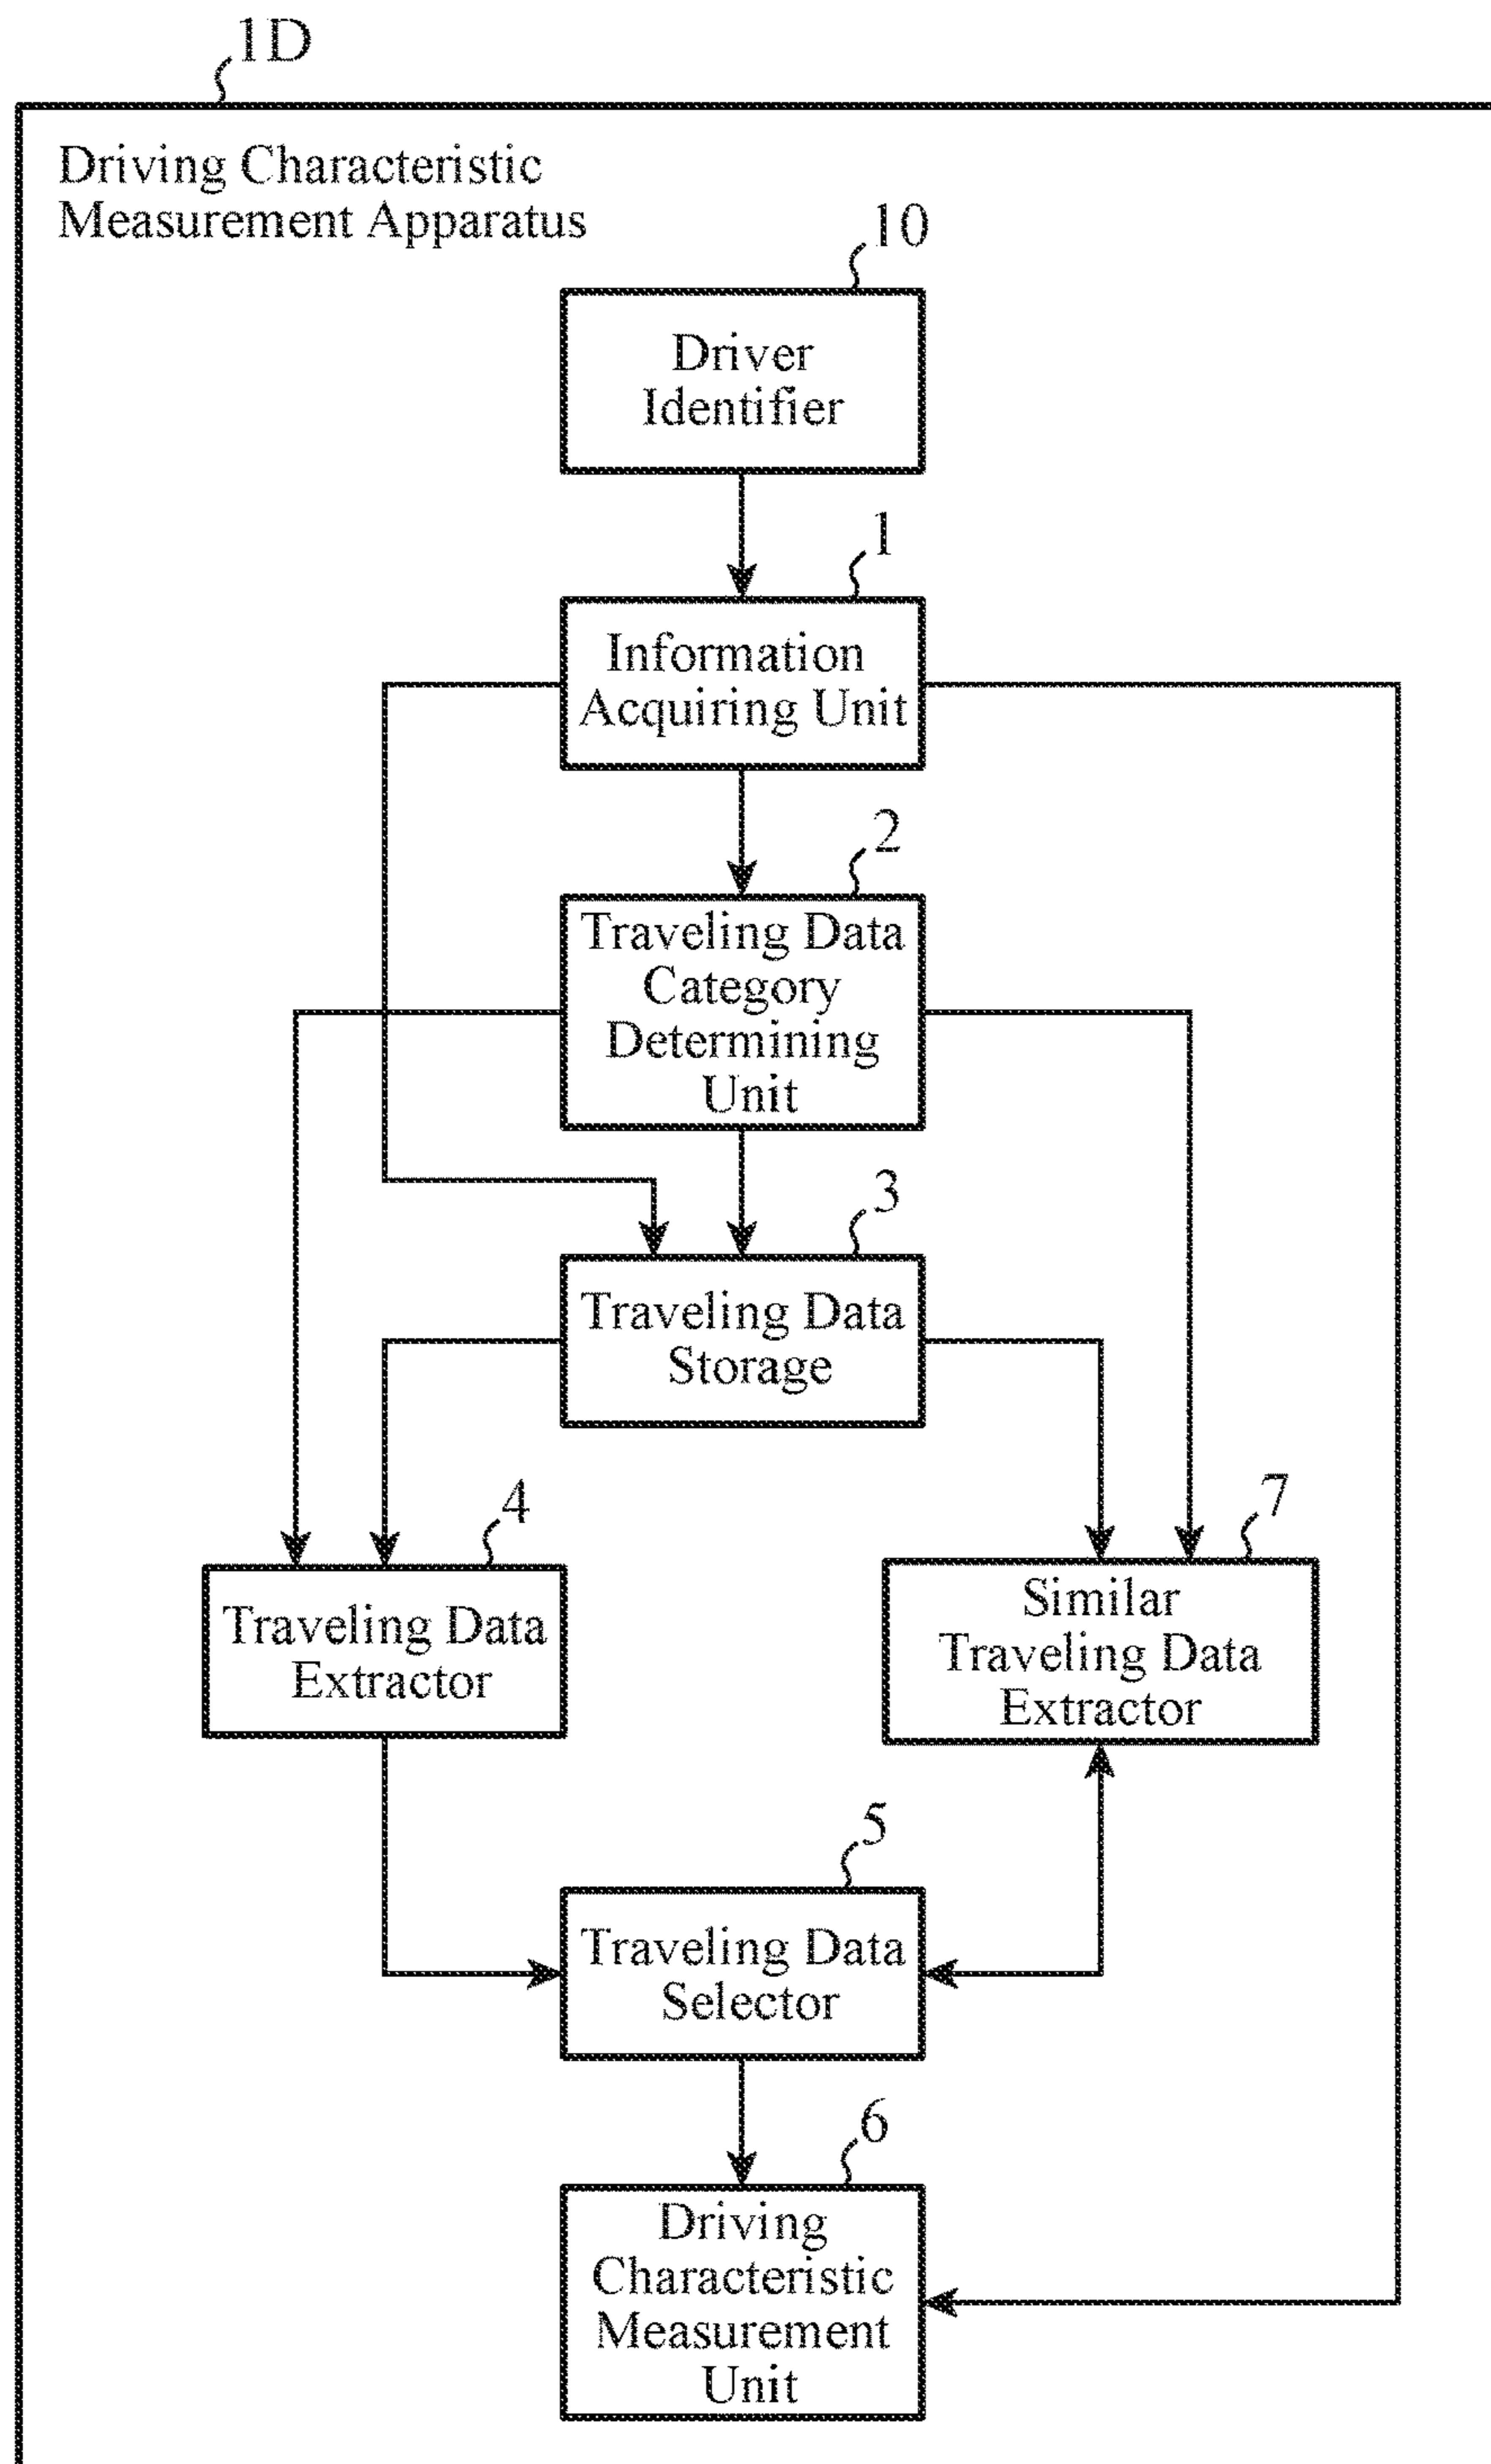 1D
Driving Characteristic
Measurement Apparatus
10
Driver
Identifier
1
Information
Acquiring Unit
2
Traveling Data
Category
Determining
Unit
3
Traveling Data
Storage
4
Traveling Data
Extractor
7
Similar
Traveling Data
Extractor
5
Traveling Data
Selector
6
Driving
Characteristic
Measurement
Unit